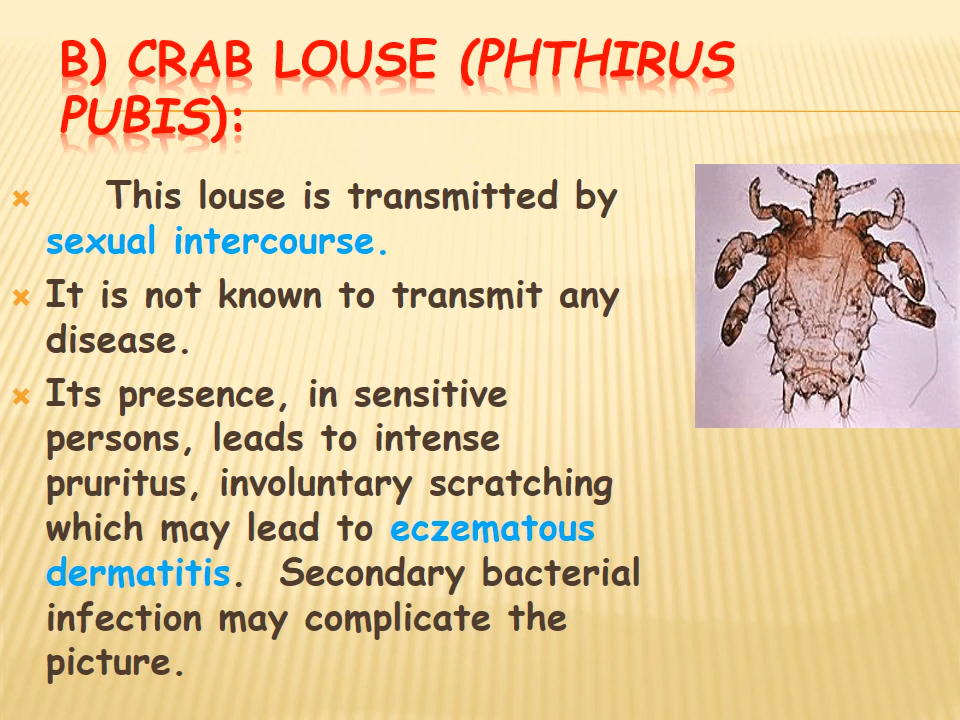 B) CRAB LOUSE (PHTHIRUS
PUBIS):
This louse is transmitted by
sexual intercourse.
It is not known to transmit any
disease.
Its presence, in sensitive
persons, leads to intense
pruritus, involuntary scratching
which may lead to eczematous
dermatitis.  Secondary bacterial
infection may complicate the
picture.